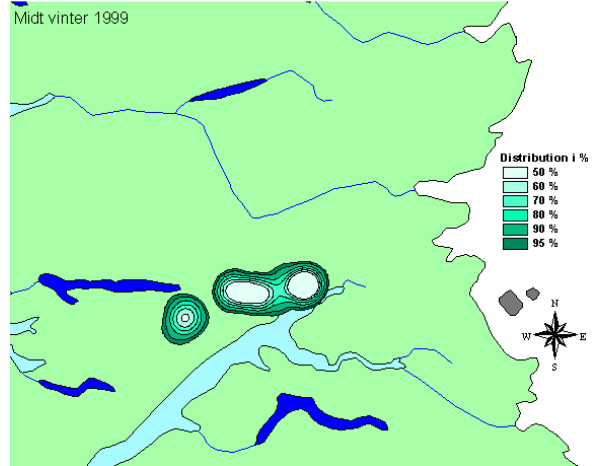 Midt vinter 1999
Distribution i %
50 %
60 %
70 %
80 %
90 %
95 %
N
W E
S